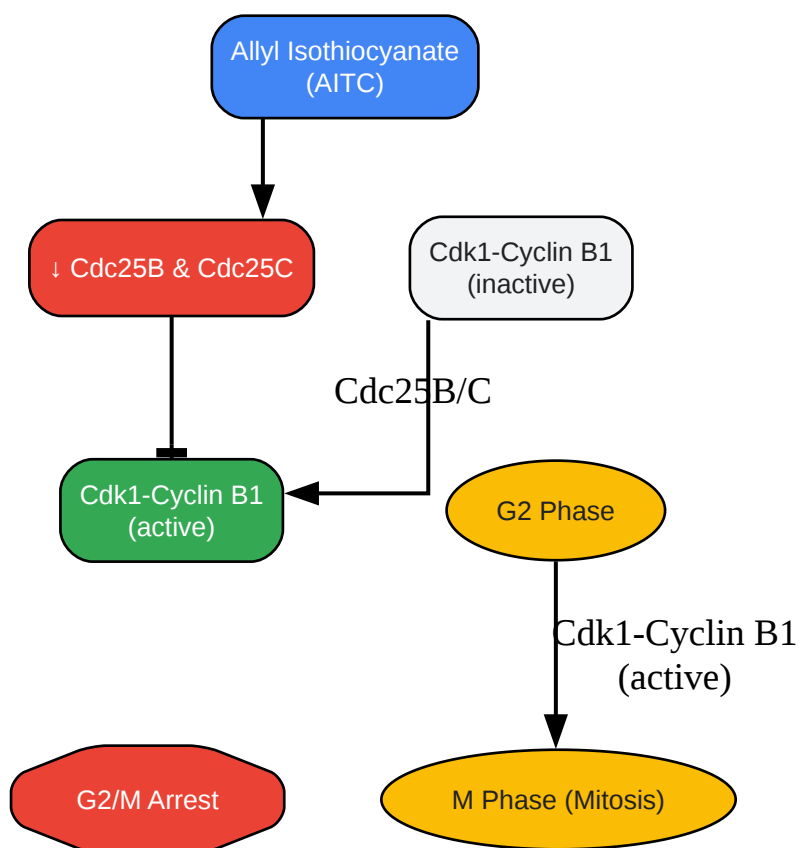 Allyl Isothiocyanate
(AITC)
↓ Cdc25B & Cdc25C
Cdk1-Cyclin B1
(inactive)
Cdc25B/C
Cdk1-Cyclin B1
(active)
G2 Phase
Cdk1-Cyclin B1
(active)
G2/M Arrest
M Phase (Mitosis)